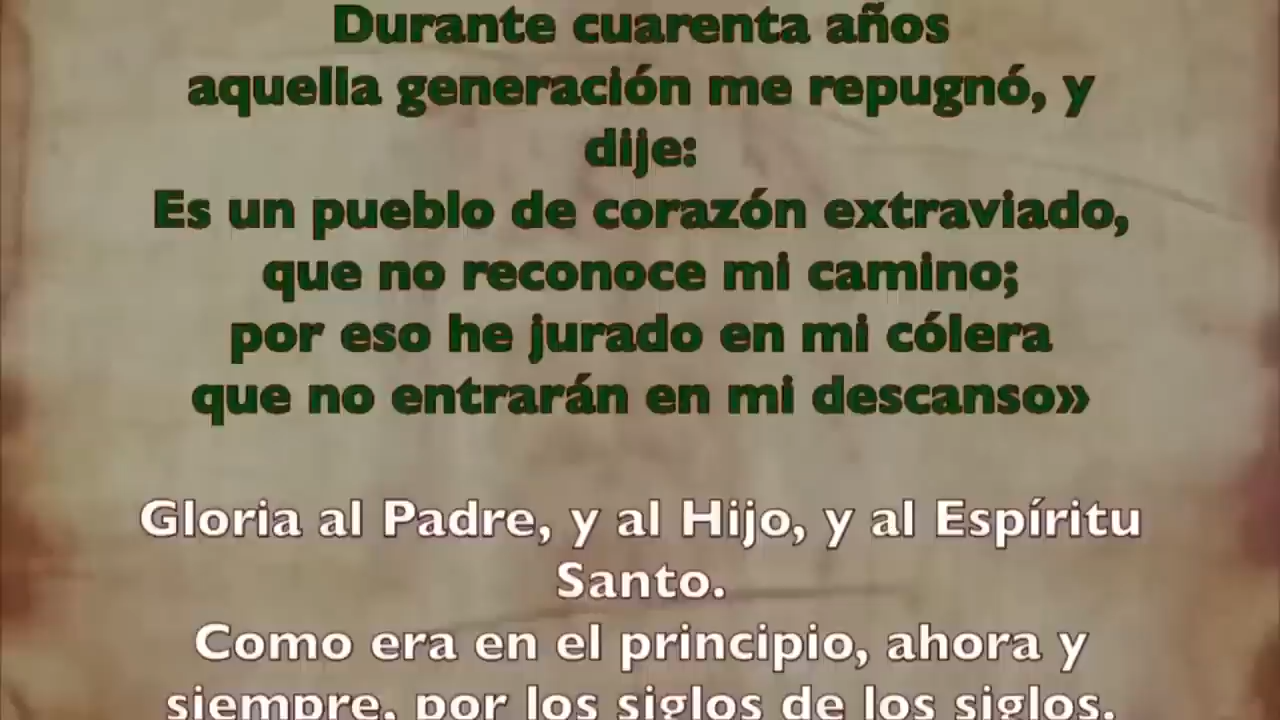 Durante cuarenta años
aquella generación me repugnó, y
dije:
Es un pueblo de corazón extraviado,
que no reconoce mi camino;
por eso he jurado en mi cólera
que no entrarán en mi descanso»
Gloria al Padre, y al Hijo, y al Espíritu
Santo.
Como era en el principio, ahora y
siempre, por los siglos de los siglos.